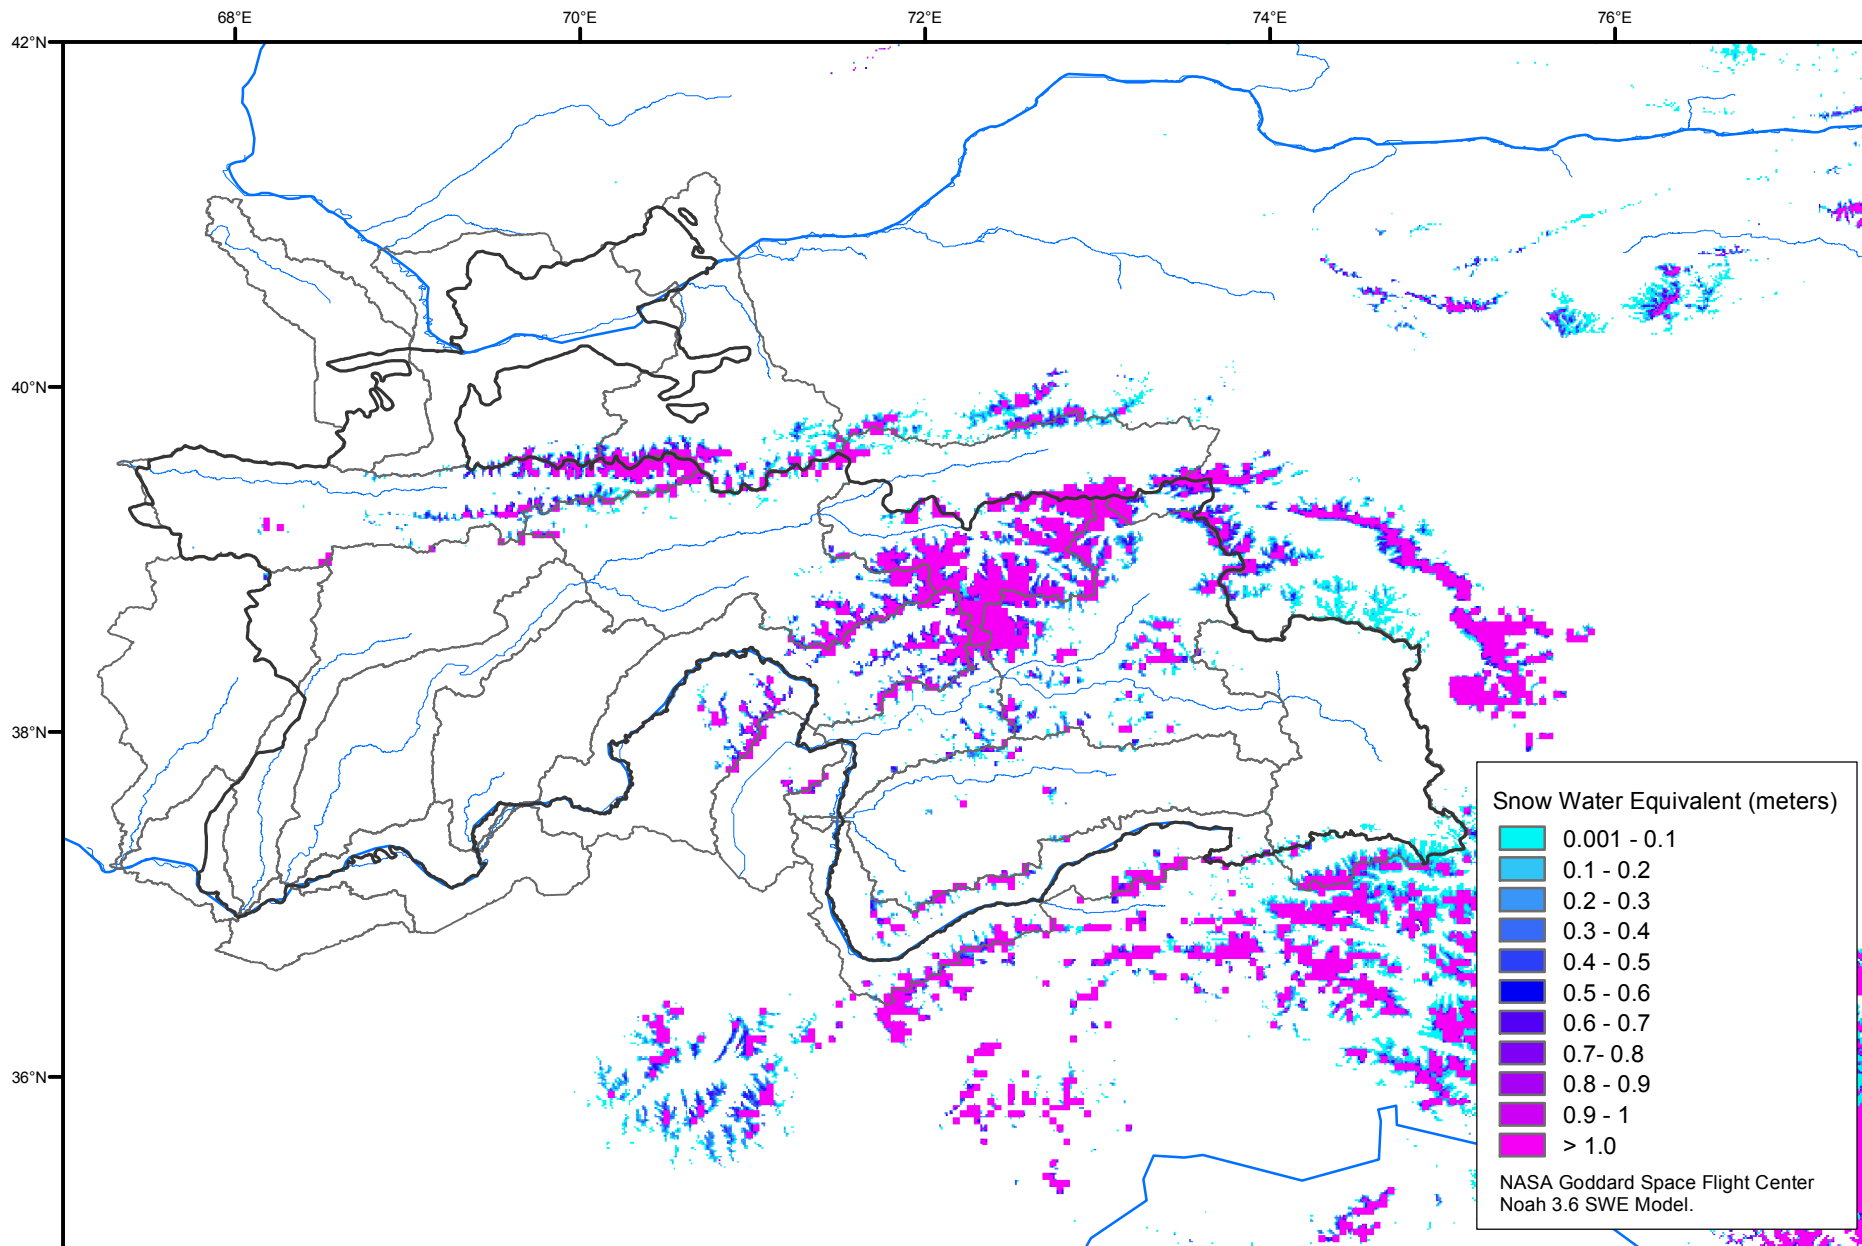 68°E
70°E
72°E
74°E
76°E
42°N
40°N
38°N
36°N
Snow Water Equivalent (meters)
0.001 - 0.1
0.1 - 0.2
0.2 - 0.3
0.3 - 0.4
0.4 - 0.5
0.5 - 0.6
0.6 - 0.7
0.7- 0.8
0.8 - 0.9
0.9 - 1
> 1.0
NASA Goddard Space Flight Center
Noah 3.6 SWE Model.